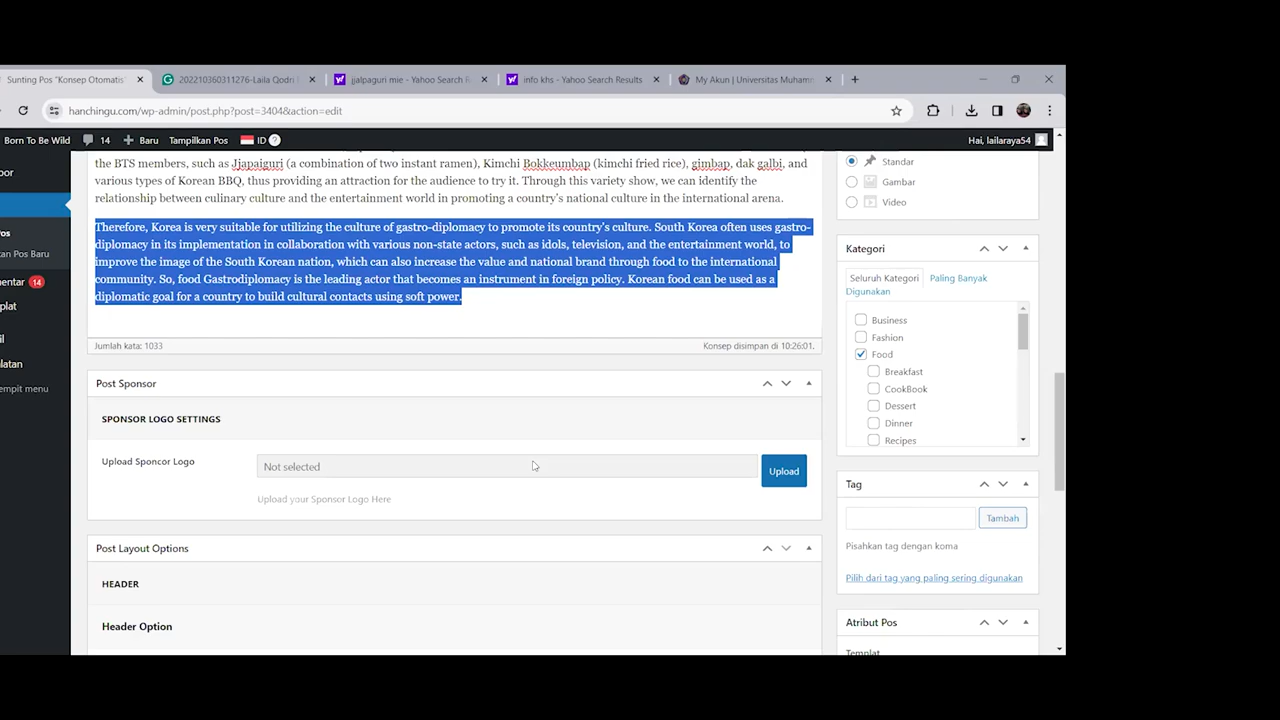 Sunting Pos "Konsep Otomatis"
202210360311276-Laila Qodri
jjalpaguri mie - Yahoo Search R
info khs - Yahoo Search Results
My Akun | Universitas Muhamm
hanchingu.com/wp-admin/post.php?post=3404&action=edit
Born To Be Wild 14 Baru Tampilkan Pos ID ? Hai, lailaraya54
por
Pos
an Pos Baru
entar 14
plat
il
alatan
empit menu
the BTS members, such as Jjapaiguri (a combination of two instant ramen), Kimchi Bokkeumbap (kimchi fried rice), gimbap, dak galbi, and
various types of Korean BBQ, thus providing an attraction for the audience to try it. Through this variety show, we can identify the
relationship between culinary culture and the entertainment world in promoting a country's national culture in the international arena.
Therefore, Korea is very suitable for utilizing the culture of gastro-diplomacy to promote its country's culture. South Korea often uses gastro-
diplomacy in its implementation in collaboration with various non-state actors, such as idols, television, and the entertainment world, to
improve the image of the South Korean nation, which can also increase the value and national brand through food to the international
community. So, food Gastrodiplomacy is the leading actor that becomes an instrument in foreign policy. Korean food can be used as a
diplomatic goal for a country to build cultural contacts using soft power.
Jumlah kata: 1033 Konsep disimpan di 10:26:01.
Post Sponsor
SPONSOR LOGO SETTINGS
Upload Sponcor Logo
Not selected
Upload
Upload your Sponsor Logo Here
Post Layout Options
HEADER
Header Option
Standar
Gambar
Video
Kategori
Seluruh Kategori Paling Banyak
Digunakan
Business
Fashion
Food
Breakfast
CookBook
Dessert
Dinner
Recipes
Tag
Tambah
Pisahkan tag dengan koma
Pilih dari tag yang paling sering digunakan
Atribut Pos
Templat